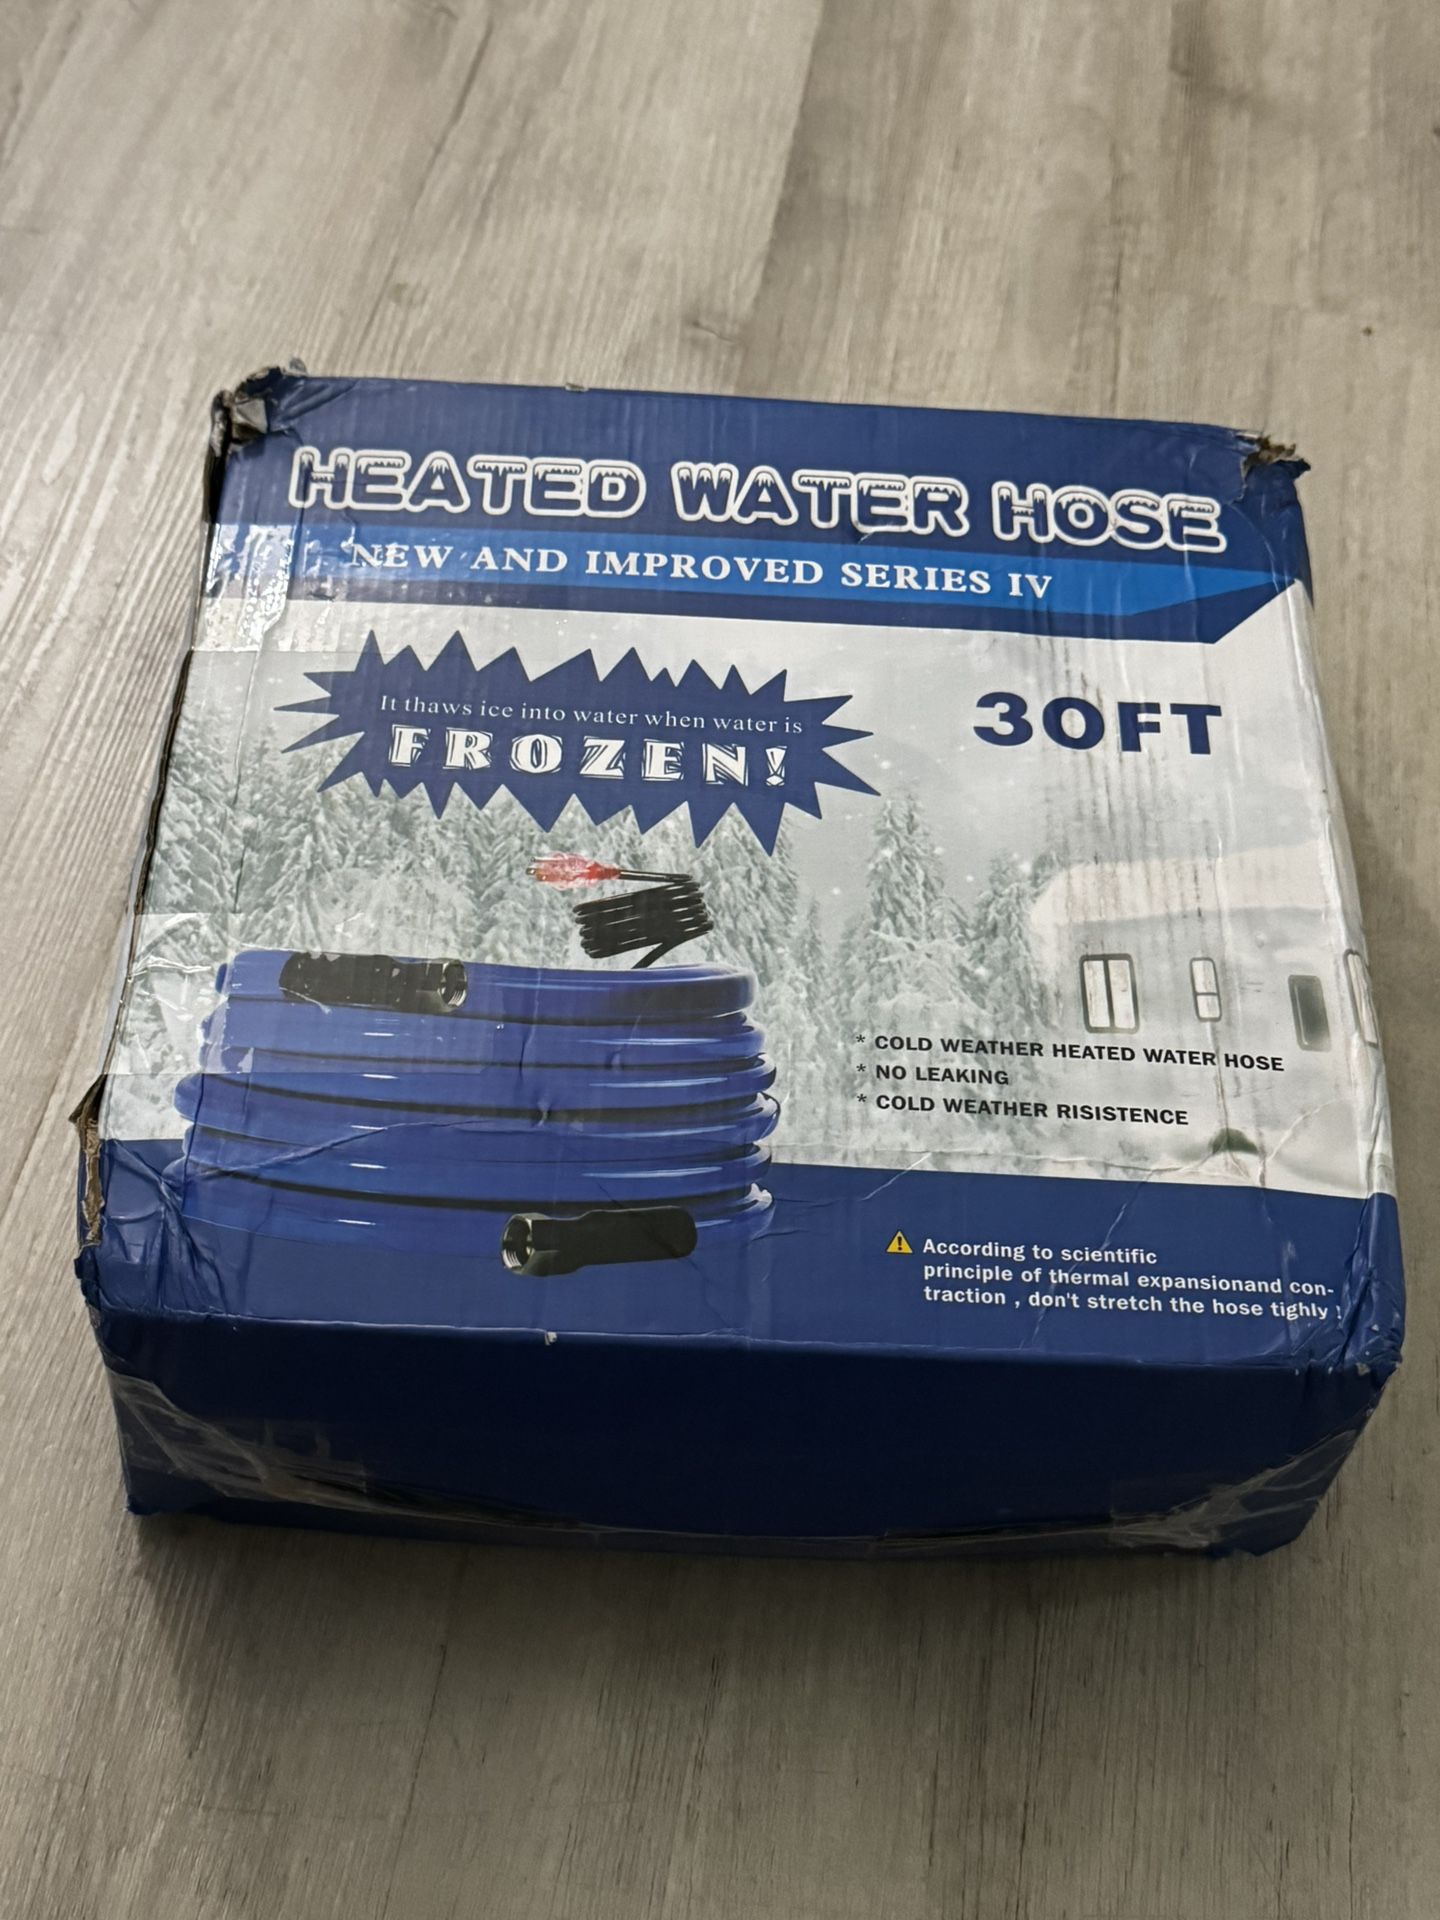 HEATED WATER HOSE
NEW AND IMPROVED SERIES IV
It thaws ice into water when water is
FROZEN!
30FT
* COLD WEATHER HEATED WATER HOSE
* NO LEAKING
* COLD WEATHER RISISTENCE
According to scientific
principle of thermal expansionand con-
traction , don't stretch the hose tighly !